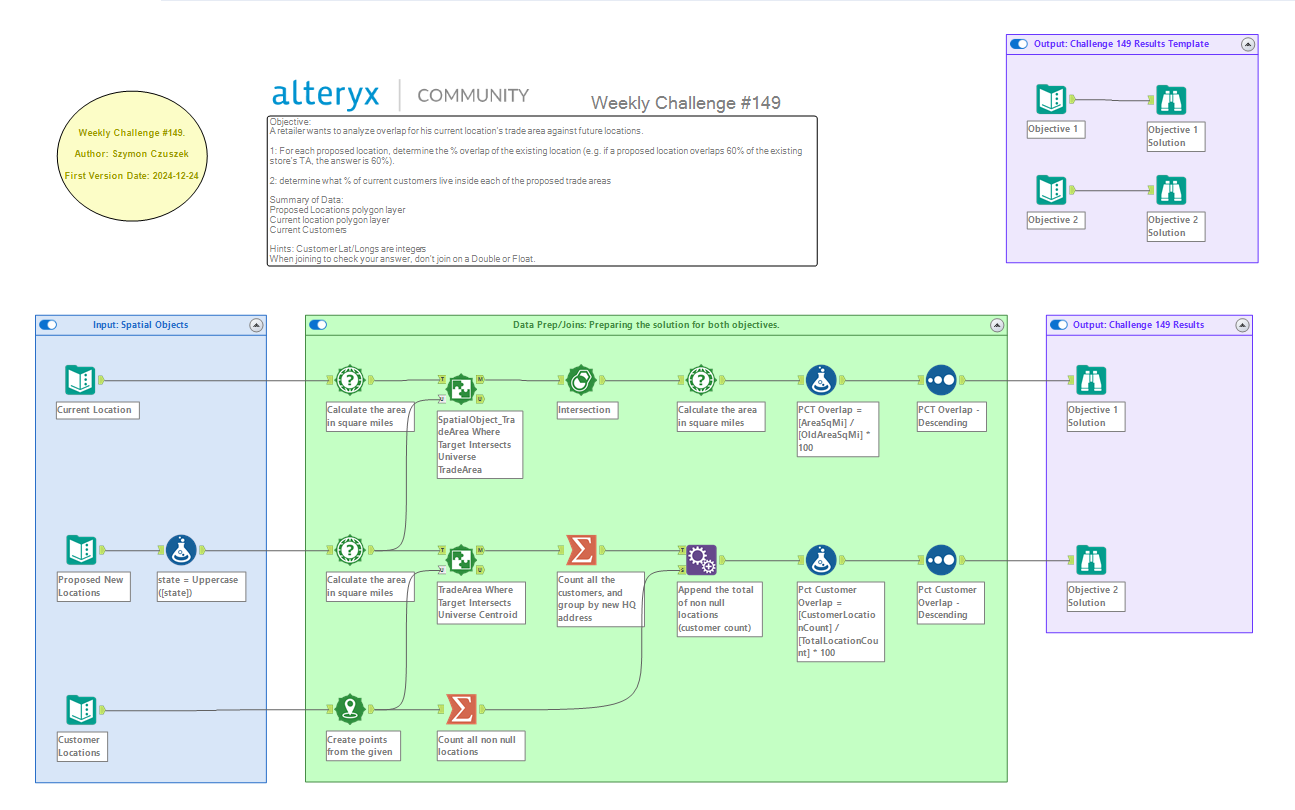 Output: Challenge 149 Results Template
alteryx COMMUNITY
Weekly Challenge #149
Weekly Challenge #149.
Author: Szymon Czuszek
First Version Date: 2024-12-24
Objective:
A retailer wants to analyze overlap for his current location's trade area against future locations.
1: For each proposed location, determine the % overlap of the existing location (e.g. if a proposed location overlaps 60% of the existing
store's TA, the answer is 60%).
2: determine what % of current customers live inside each of the proposed trade areas
Summary of Data:
Proposed Locations polygon layer
Current location polygon layer
Current Customers
Hints: Customer Lat/Longs are integers
When joining to check your answer, don't join on a Double or Float.
Objective 1
Objective 1
Solution
Objective 2
Objective 2
Solution
Input: Spatial Objects
Data Prep/Joins: Preparing the solution for both objectives.
Output: Challenge 149 Results
Current Location
Calculate the area
in square miles
SpatialObject_Tra
deArea Where
Target Intersects
Universe
TradeArea
Intersection
Calculate the area
in square miles
PCT Overlap =
[AreaSqMi] /
[OldAreaSqMi] *
100
PCT Overlap -
Descending
Objective 1
Solution
Proposed New
Locations
state = Uppercase
([state])
Calculate the area
in square miles
TradeArea Where
Target Intersects
Universe Centroid
Count all the
customers, and
group by new HQ
address
Append the total
of non null
locations
(customer count)
Pct Customer
Overlap =
[CustomerLocatio
nCount] /
[TotalLocationCou
nt] * 100
Pct Customer
Overlap -
Descending
Objective 2
Solution
Customer
Locations
Create points
from the given
Count all non null
locations